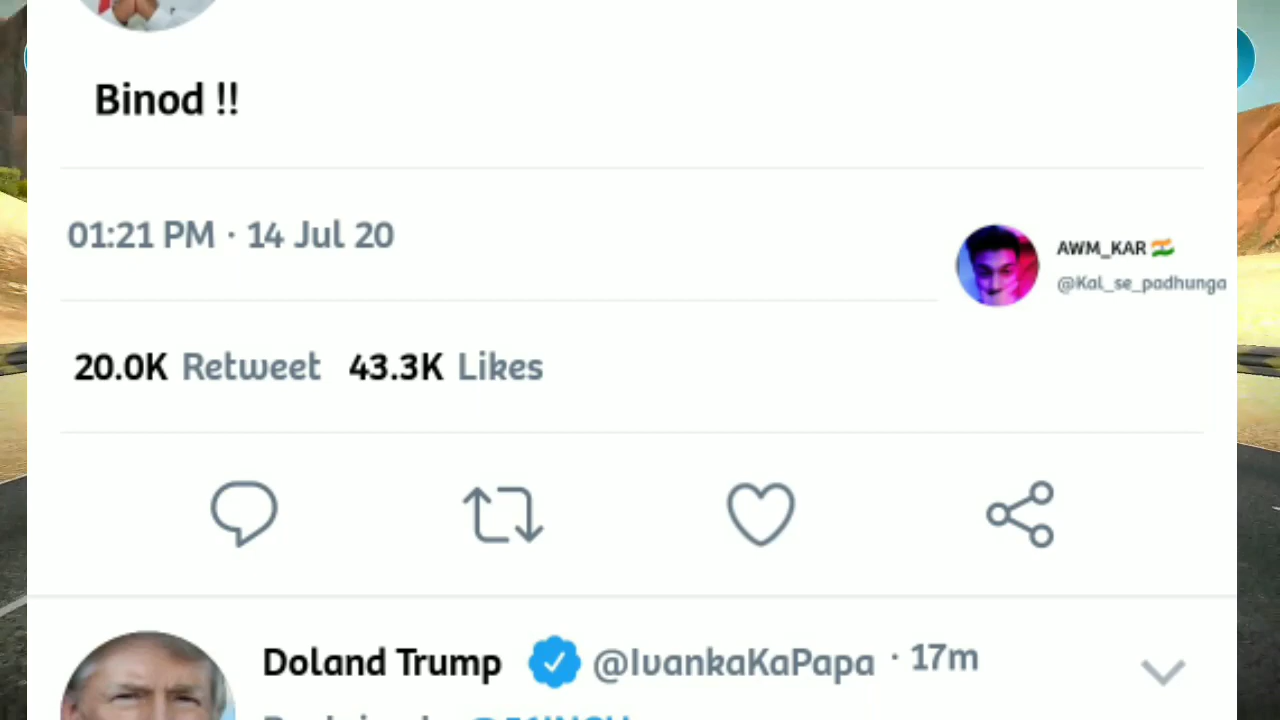 Binod !!
01:21 PM · 14 Jul 20
AWM_KAR 🇮🇳
@Kal_se_padhunga
20.0K Retweet 43.3K Likes
Doland Trump @IvankaKaPapa · 17m